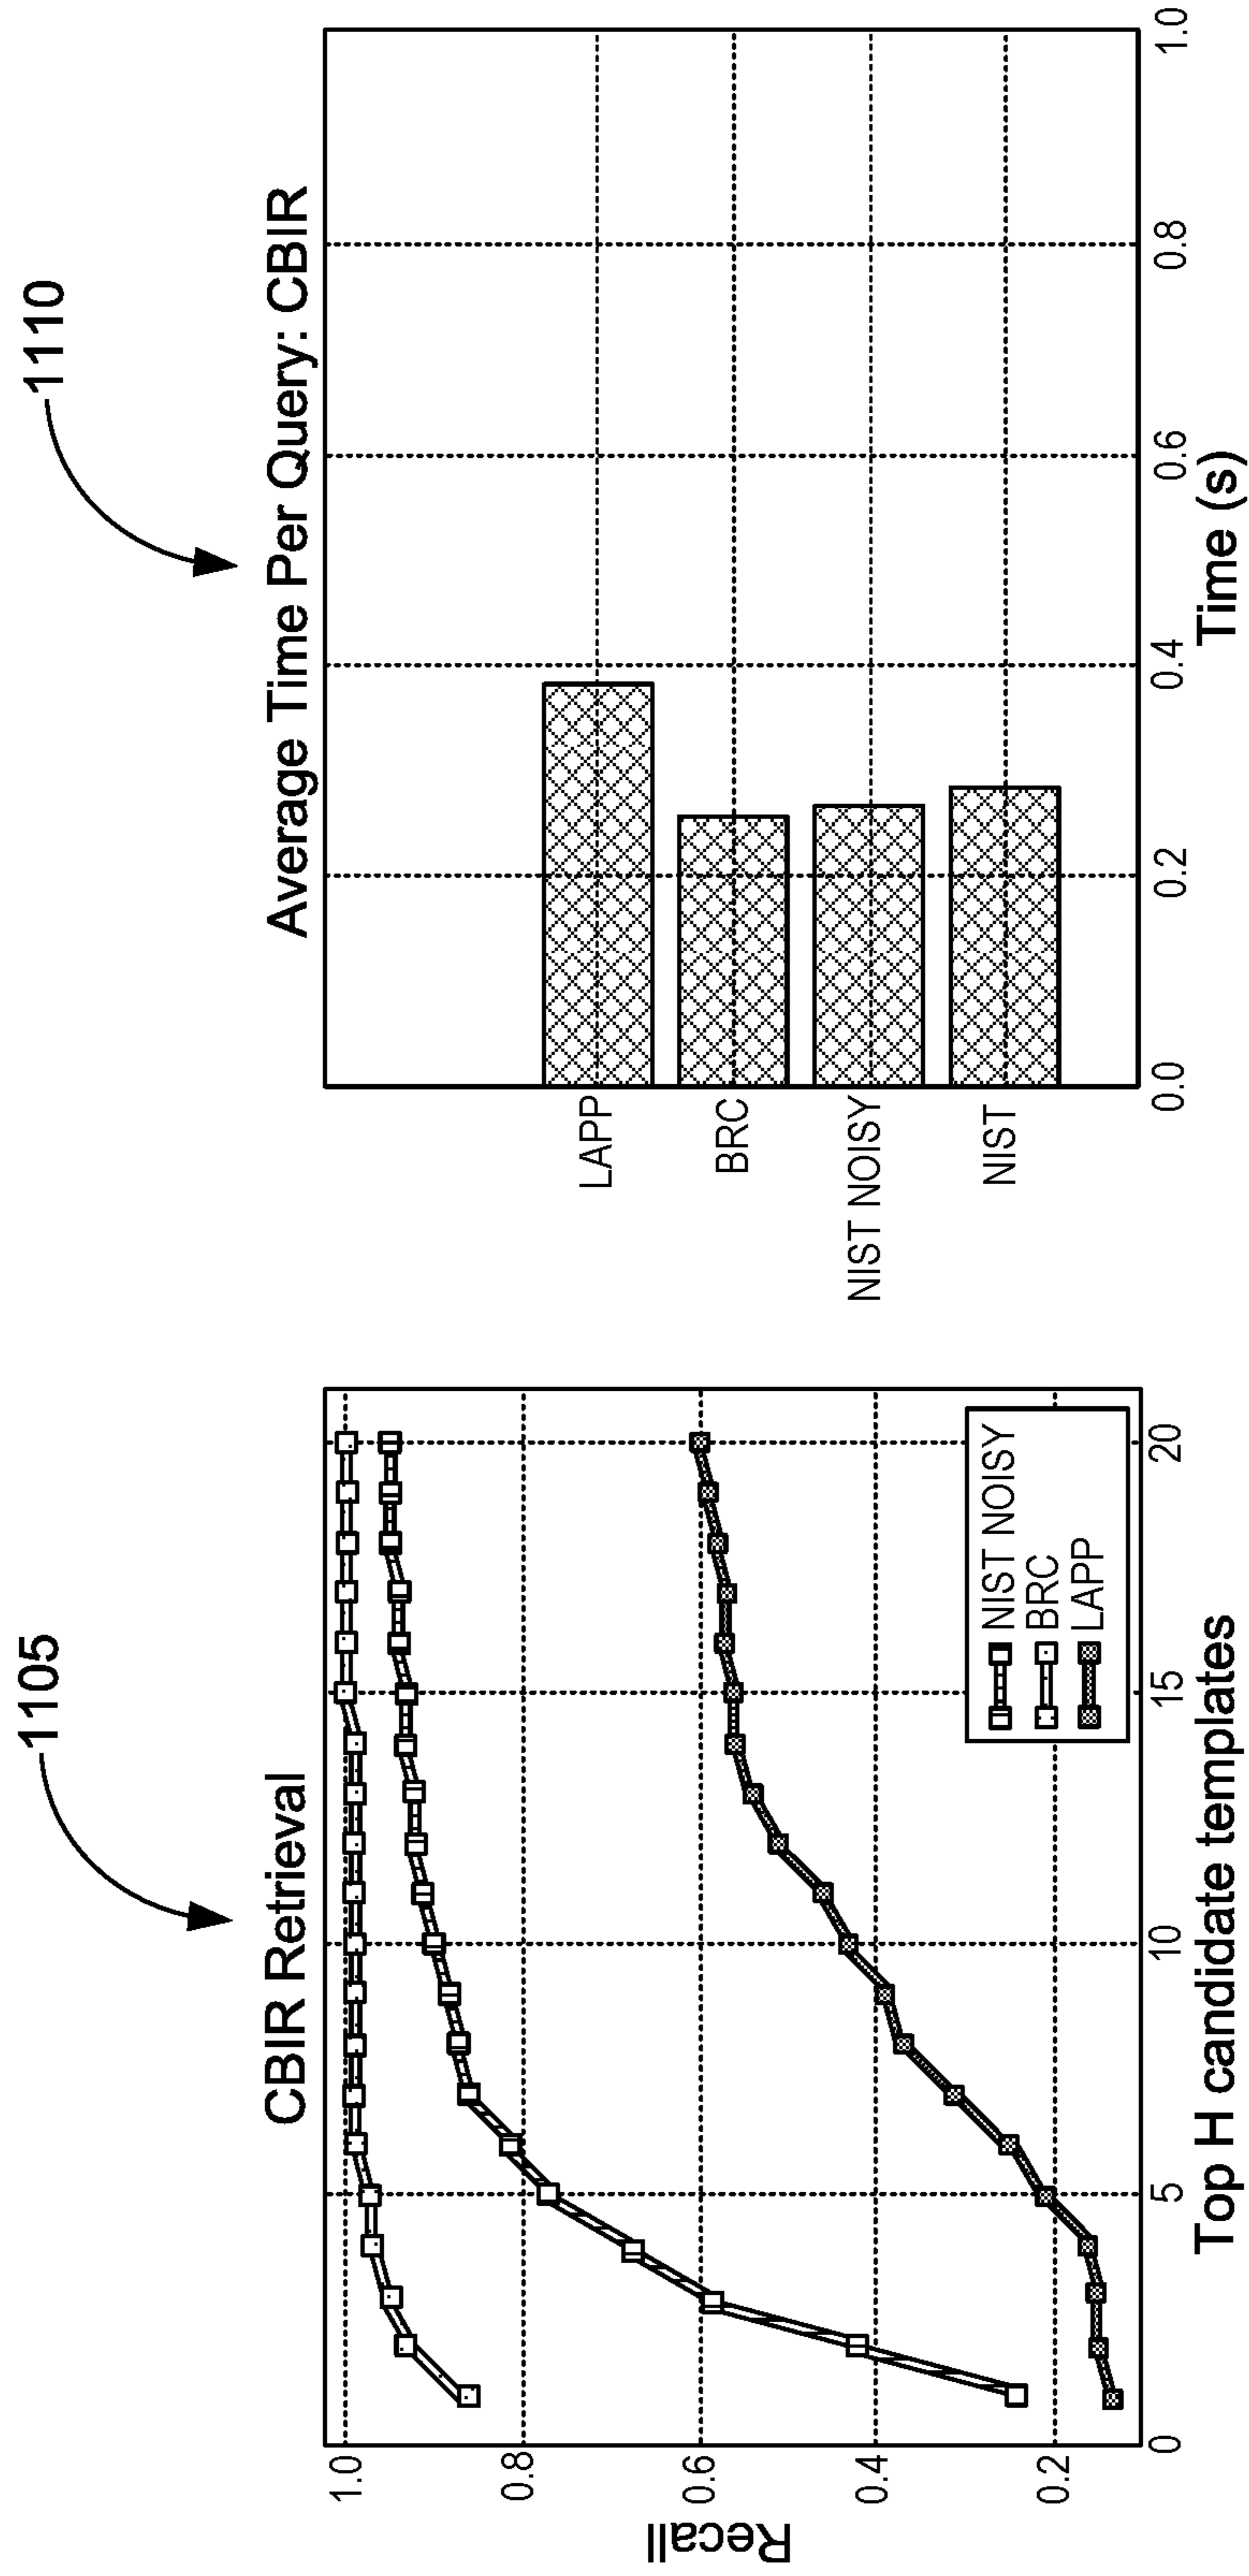 1105
CBIR Retrieval
1.0
0.8
0.6
0.4
0.2
Recall
0
5
10
15
20
Top H candidate templates
NIST NOISY
BRC
LAPP
1110
Average Time Per Query: CBIR
LAPP
BRC
NIST NOISY
NIST
0.0
0.2
0.4
0.6
0.8
1.0
Time (s)